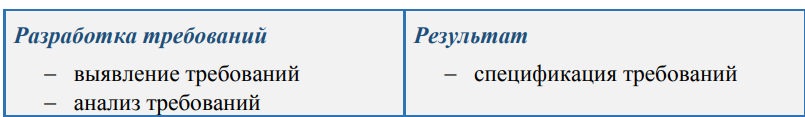 Разработка требований
– выявление требований
– анализ требований
Результат
– спецификация требований